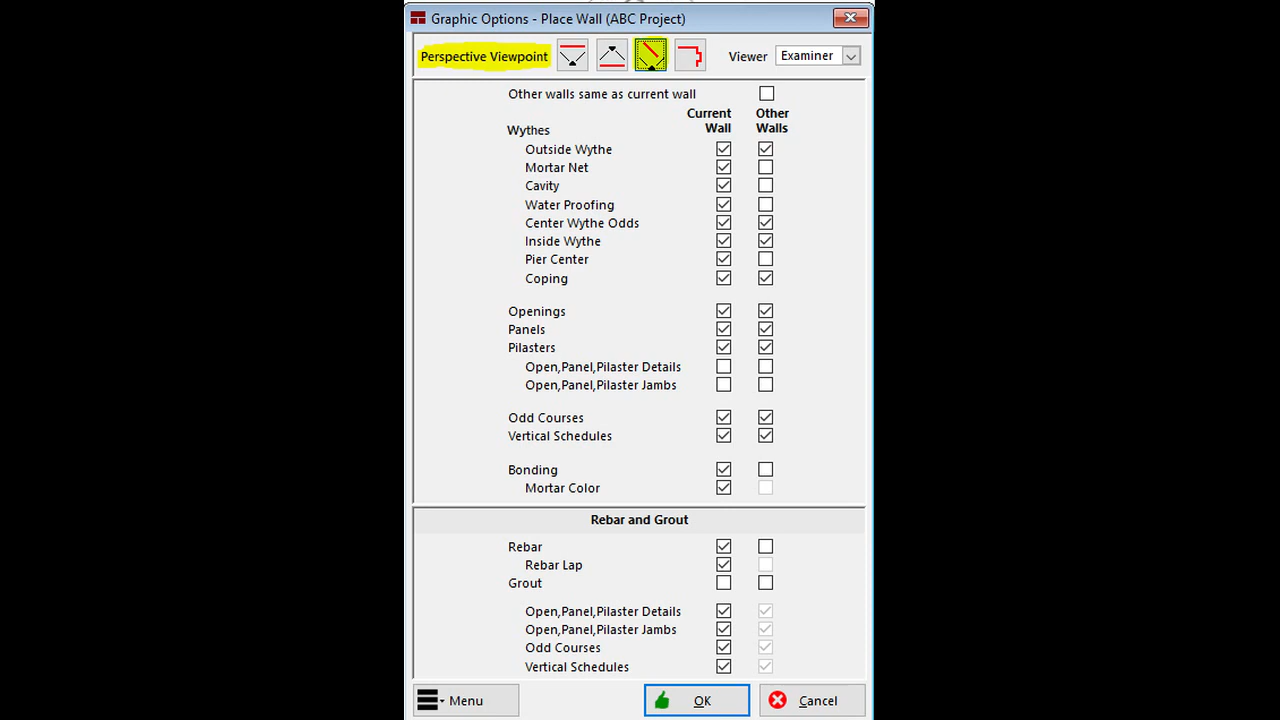 Graphic Options - Place Wall (ABC Project)
Perspective Viewpoint
Viewer
Examiner
Other walls same as current wall
Current Wall
Other Walls
Wythes
Outside Wythe
Mortar Net
Cavity
Water Proofing
Center Wythe Odds
Inside Wythe
Pier Center
Coping
Openings
Panels
Pilasters
Open,Panel,Pilaster Details
Open,Panel,Pilaster Jambs
Odd Courses
Vertical Schedules
Bonding
Mortar Color
Rebar and Grout
Rebar
Rebar Lap
Grout
Open,Panel,Pilaster Details
Open,Panel,Pilaster Jambs
Odd Courses
Vertical Schedules
Menu
OK
Cancel